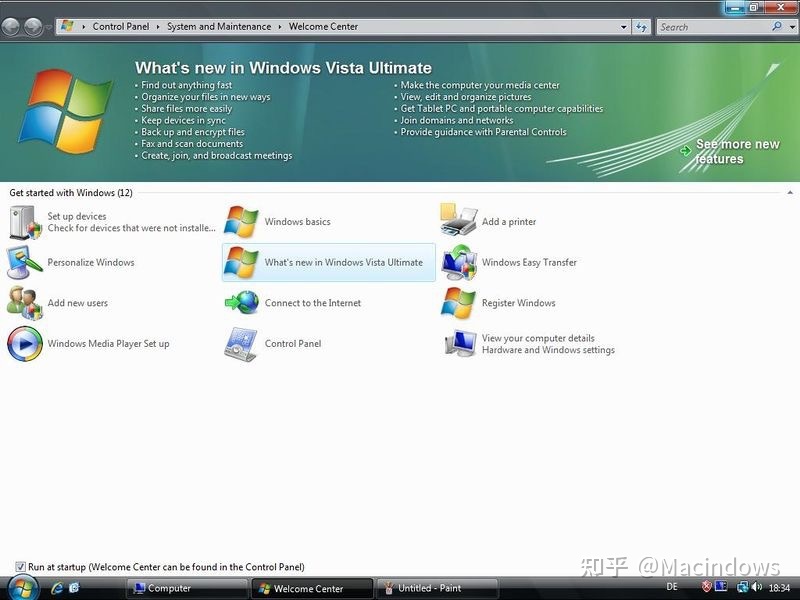 Control Panel ▸ System and Maintenance ▸ Welcome Center
Search
What's new in Windows Vista Ultimate
• Find out anything fast
• Organize your files in new ways
• Share files more easily
• Keep devices in sync
• Back up and encrypt files
• Fax and scan documents
• Create, join, and broadcast meetings
• Make the computer your media center
• View, edit and organize pictures
• Get Tablet PC and portable computer capabilities
• Join domains and networks
• Provide guidance with Parental Controls
See more new
features
Get started with Windows (12)
Set up devices
Check for devices that were not installe...
Windows basics
Add a printer
Personalize Windows
What's new in Windows Vista Ultimate
Windows Easy Transfer
Add new users
Connect to the Internet
Register Windows
Windows Media Player Set up
Control Panel
View your computer details
Hardware and Windows settings
Run at startup (Welcome Center can be found in the Control Panel)
知乎 @Macindows
Computer
Welcome Center
Untitled - Paint
DE
18:34